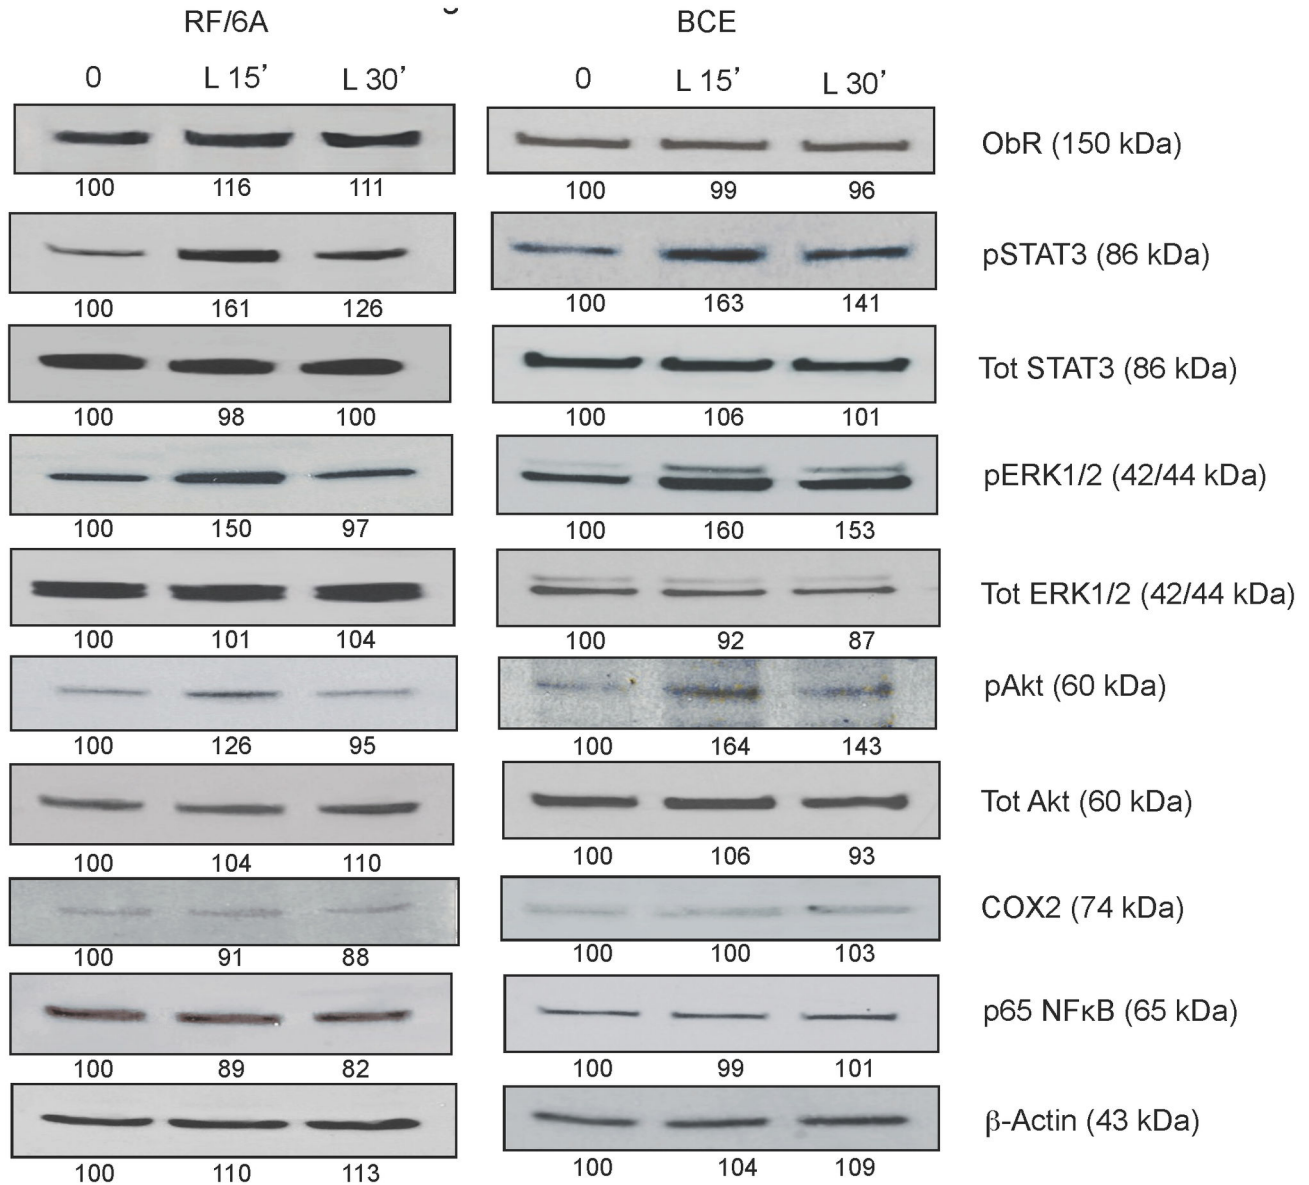 RF/6A BCE
0 L 15’ L 30’ 0 L 15’ L 30’
ObR (150 kDa)
100 116 111 100 99 96
pSTAT3 (86 kDa)
100 161 126 100 163 141
Tot STAT3 (86 kDa)
100 98 100 100 106 101
pERK1/2 (42/44 kDa)
100 150 97 100 160 153
Tot ERK1/2 (42/44 kDa)
100 101 104 100 92 87
pAkt (60 kDa)
100 126 95 100 164 143
Tot Akt (60 kDa)
100 104 110 100 106 93
COX2 (74 kDa)
100 91 88 100 100 103
p65 NFκB (65 kDa)
100 89 82 100 99 101
β-Actin (43 kDa)
100 110 113 100 104 109